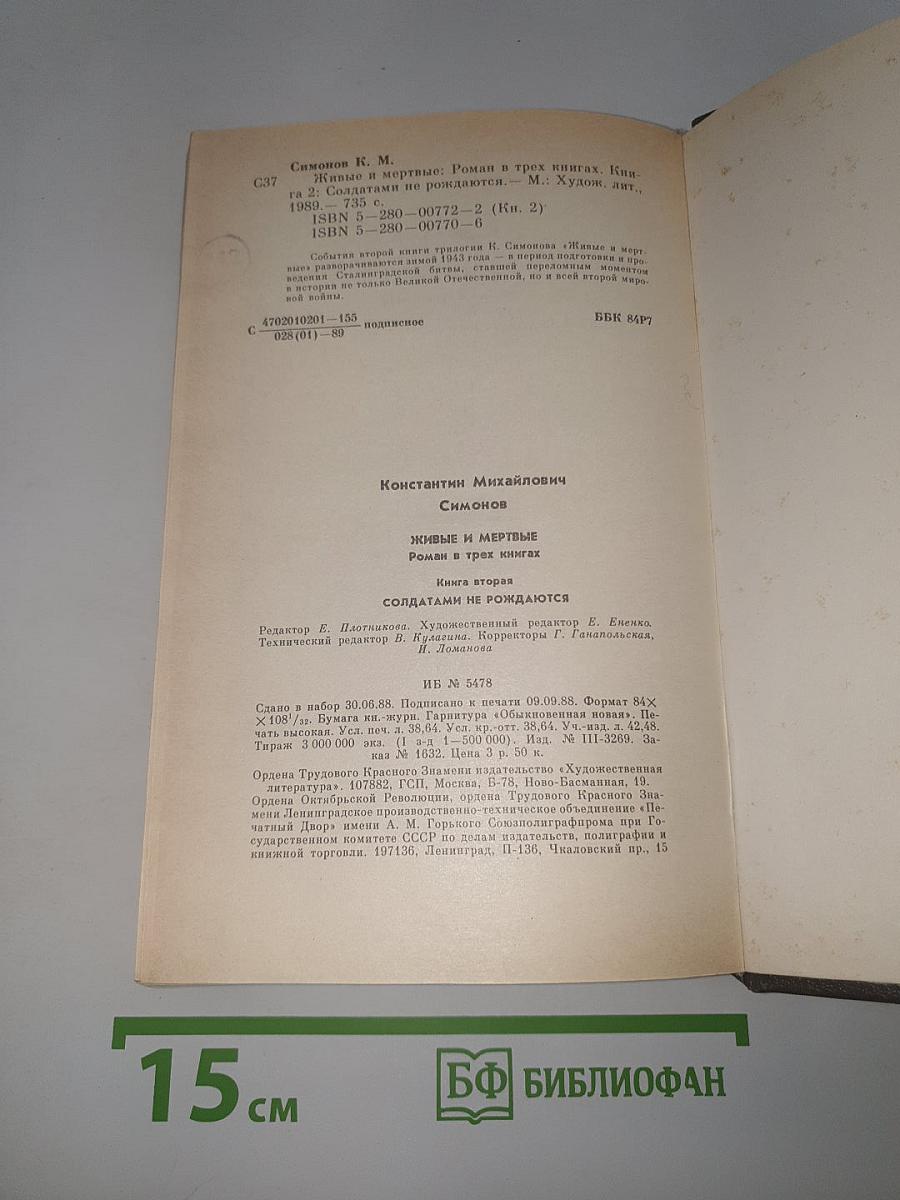 Симонов К. М.
С37 Живые и мертвые: Роман в трех книгах. Кни-
га 2: Солдатами не рождаются.— М.: Худож. лит.,
1989.— 735 с.
ISBN 5—280—00772—2 (Кн. 2)
ISBN 5—280—00770—6
События второй книги трилогии К. Симонова «Живые и мерт-
вые» разворачиваются зимой 1943 года — в период подготовки и про-
ведения Сталинградской битвы, ставшей переломным моментом
в истории не только Великой Отечественной, но и всей второй миро-
вой войны.
С 4702010201—155 подписное ББК 84Р7
028(01)—89
Константин Михайлович
Симонов
ЖИВЫЕ И МЕРТВЫЕ
Роман в трех книгах
Книга вторая
СОЛДАТАМИ НЕ РОЖДАЮТСЯ
Редактор Е. Плотникова. Художественный редактор Е. Ененко.
Технический редактор В. Кулагина. Корректоры Г. Ганапольская,
И. Ломанова
ИБ № 5478
Сдано в набор 30.06.88. Подписано к печати 09.09.88. Формат 84×
×108¹/₃₂. Бумага кн.-журн. Гарнитура «Обыкновенная новая». Пе-
чать высокая. Усл. печ. л. 38,64. Усл. кр.-отт. 38,64. Уч.-изд. л. 42,48.
Тираж 3 000 000 экз. (I з-д 1—500 000). Изд. № III-3269. За-
каз № 1632. Цена 3 р. 50 к.
Ордена Трудового Красного Знамени издательство «Художественная
литература». 107882, ГСП, Москва, Б-78, Ново-Басманная, 19.
Ордена Октябрьской Революции, ордена Трудового Красного Зна-
мени Ленинградское производственно-техническое объединение «Пе-
чатный Двор» имени А. М. Горького Союзполиграфпрома при Го-
сударственном комитете СССР по делам издательств, полиграфии и
книжной торговли. 197136, Ленинград, П-136, Чкаловский пр., 15
15 см
БФ БИБЛИОФАН